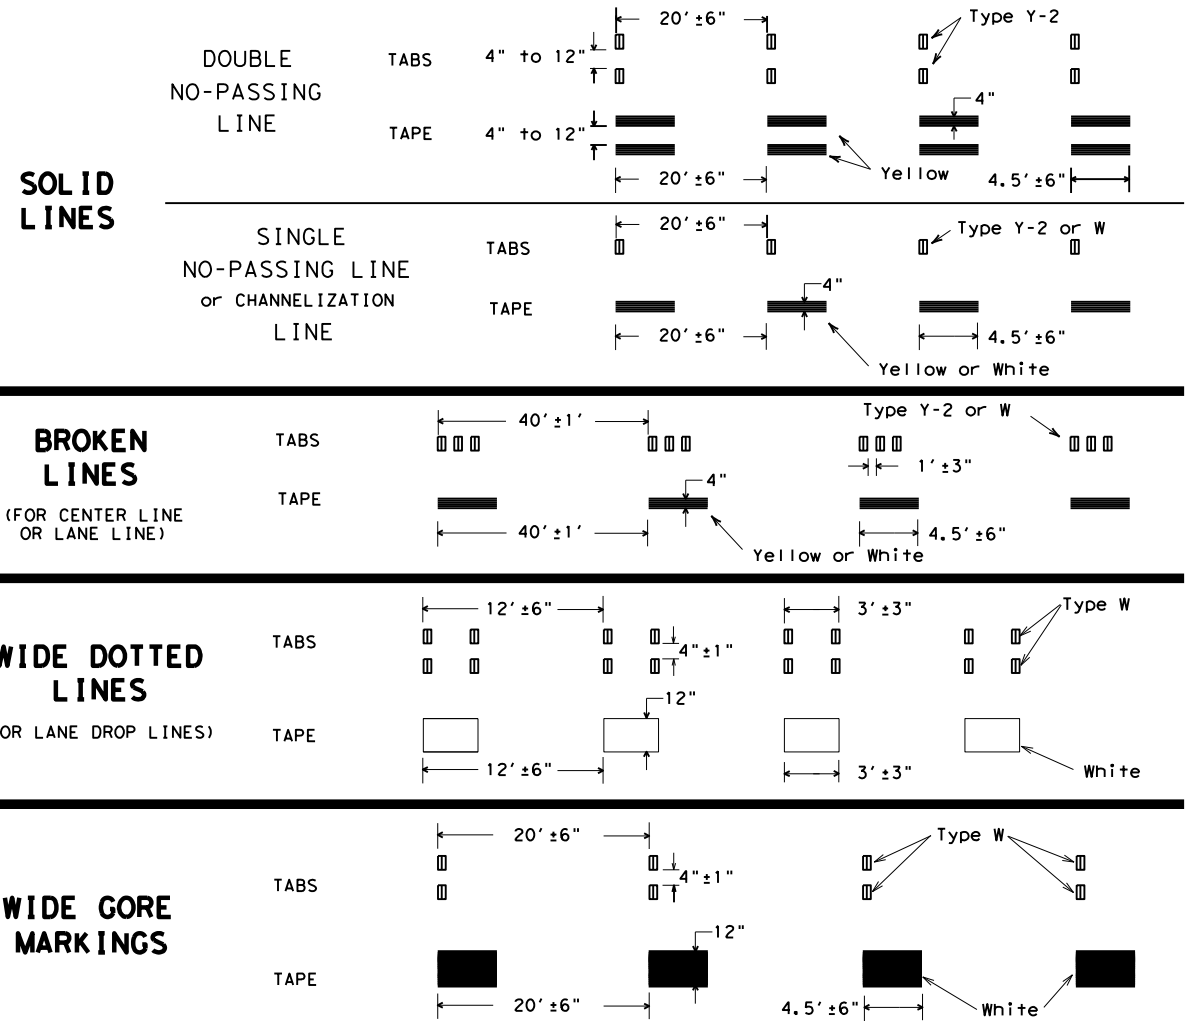 SOLID
LINES
DOUBLE
NO-PASSING
LINE
TABS
20'±6"
4" to 12"
Type Y-2
TAPE
4" to 12"
4"
Yellow
20'±6"
4.5'±6"
SINGLE
NO-PASSING LINE
or CHANNELIZATION
LINE
TABS
20'±6"
Type Y-2 or W
TAPE
4"
20'±6"
4.5'±6"
Yellow or White
BROKEN
LINES
(FOR CENTER LINE
OR LANE LINE)
TABS
40'±1'
Type Y-2 or W
1'±3"
TAPE
4"
40'±1'
4.5'±6"
Yellow or White
WIDE DOTTED
LINES
OR LANE DROP LINES)
TABS
12'±6"
3'±3"
Type W
4"±1"
TAPE
12"
12'±6"
3'±3"
White
WIDE GORE
MARKINGS
TABS
20'±6"
Type W
4"±1"
TAPE
12"
20'±6"
4.5'±6"
White